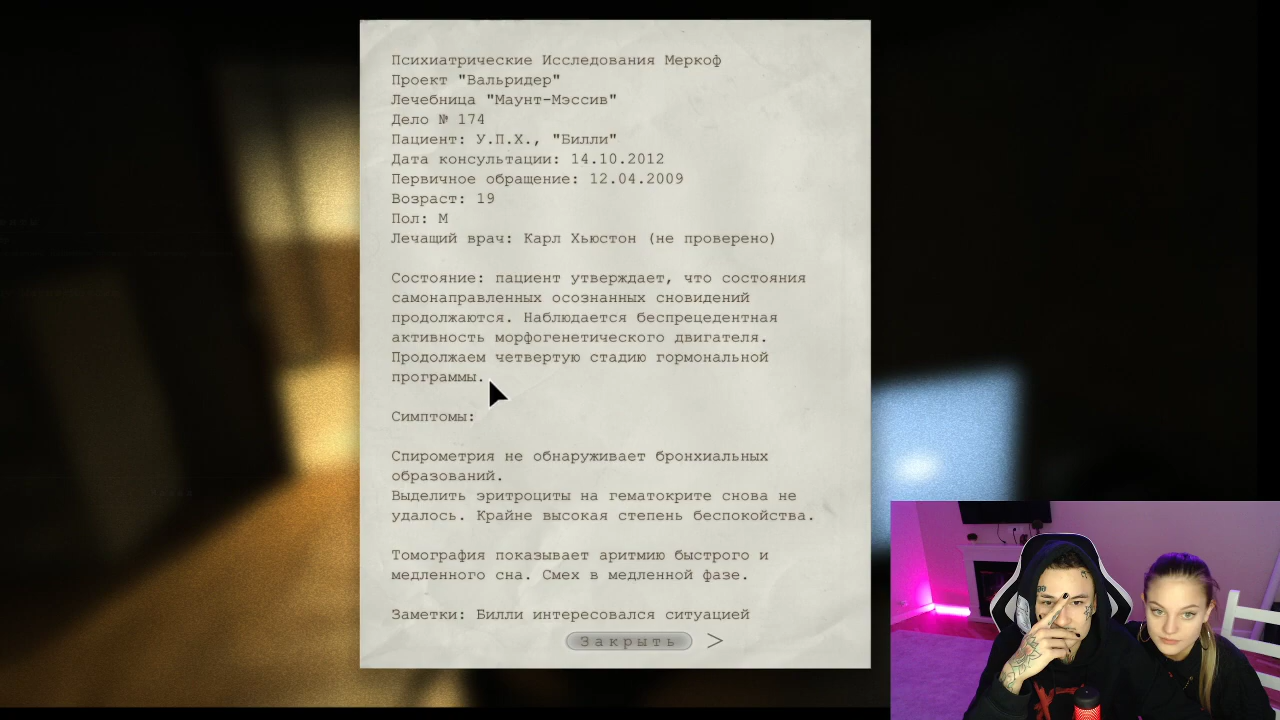 Психиатрические Исследования Меркоф
Проект "Вальридер"
Лечебница "Маунт-Мэссив"
Дело № 174
Пациент: У.П.Х., "Билли"
Дата консультации: 14.10.2012
Первичное обращение: 12.04.2009
Возраст: 19
Пол: М
Лечащий врач: Карл Хьюстон (не проверено)
Состояние: пациент утверждает, что состояния
самонаправленных осознанных сновидений
продолжаются. Наблюдается беспрецедентная
активность морфогенетического двигателя.
Продолжаем четвертую стадию гормональной
программы.
Симптомы:
Спирометрия не обнаруживает бронхиальных
образований.
Выделить эритроциты на гематокрите снова не
удалось. Крайне высокая степень беспокойства.
Томография показывает аритмию быстрого и
медленного сна. Смех в медленной фазе.
Заметки: Билли интересовался ситуацией
Закрыть >